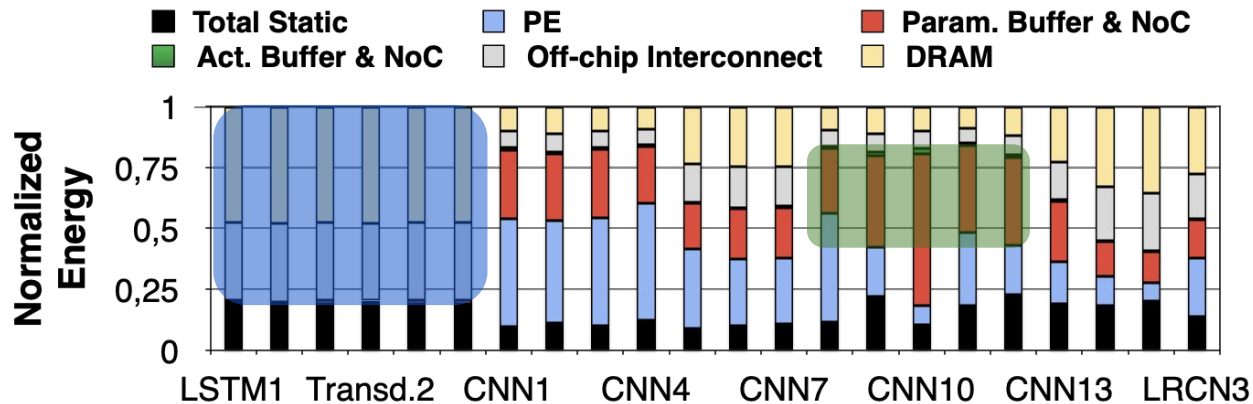 Total Static PE Param. Buffer & NoC
Act. Buffer & NoC Off-chip Interconnect DRAM
Normalized
Energy
1
0,75
0,5
0,25
0
LSTM1 Transd.2 CNN1 CNN4 CNN7 CNN10 CNN13 LRCN3